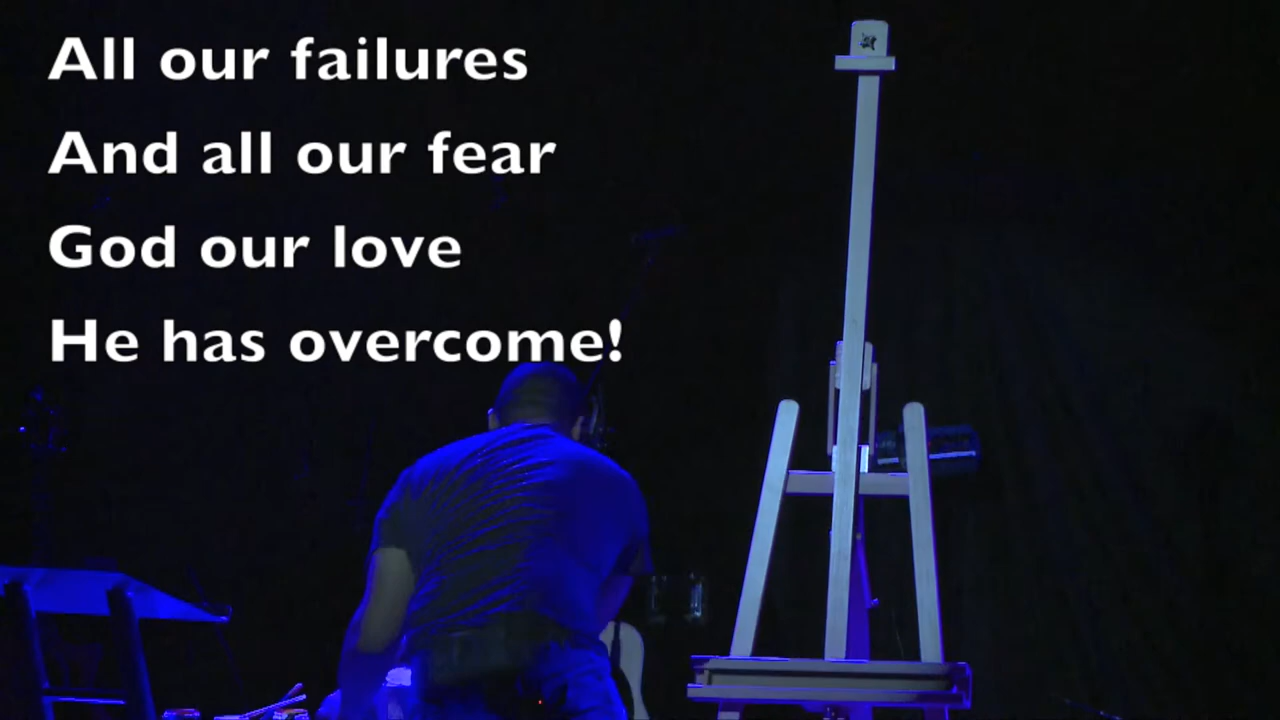 All our failures
And all our fear
God our love
He has overcome!